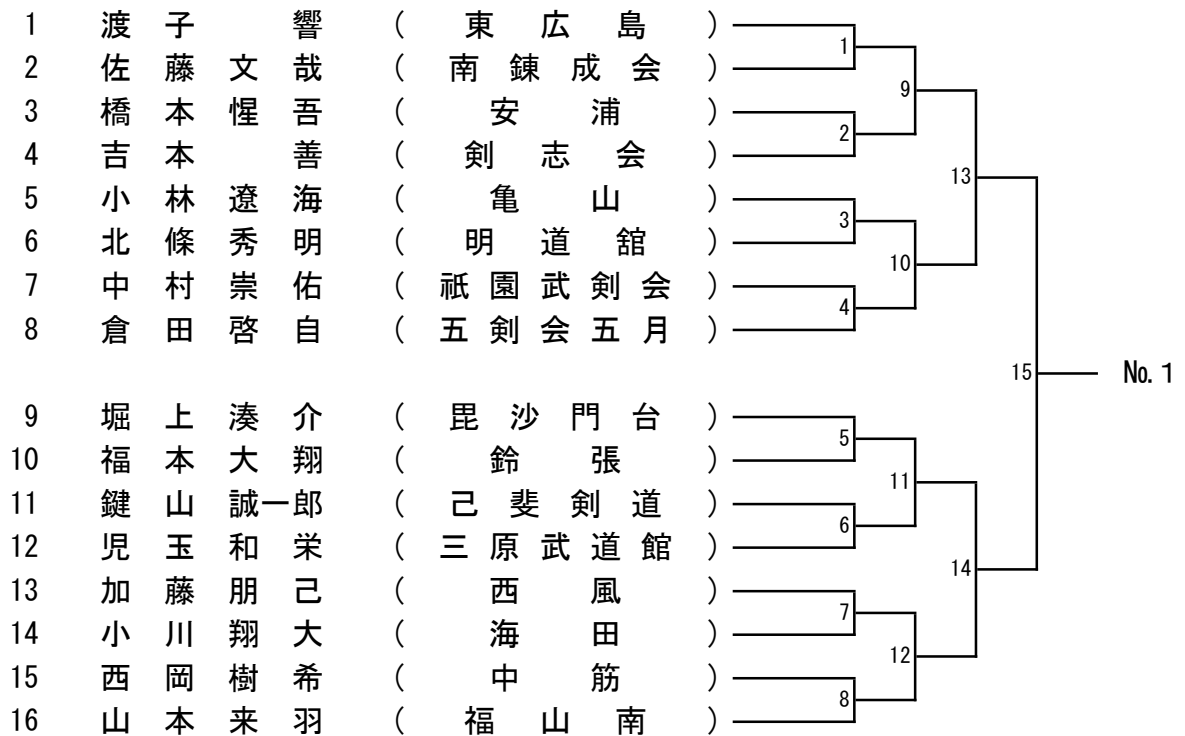 1 渡子 響 ( 東広島 )
1
2 佐藤文哉 ( 南錬成会 )
9
3 橋本惺吾 ( 安浦 )
2
4 吉本 善 ( 剣志会 )
13
5 小林遼海 ( 亀山 )
3
6 北條秀明 ( 明道舘 )
10
7 中村崇佑 ( 祇園武剣会 )
4
8 倉田啓自 ( 五剣会五月 )
15 №1
9 堀上湊介 ( 毘沙門台 )
5
10 福本大翔 ( 鈴張 )
11
11 鍵山誠一郎 ( 己斐剣道 )
6
12 児玉和栄 ( 三原武道館 )
14
13 加藤朋己 ( 西風 )
7
14 小川翔大 ( 海田 )
12
15 西岡樹希 ( 中筋 )
8
16 山本来羽 ( 福山南 )